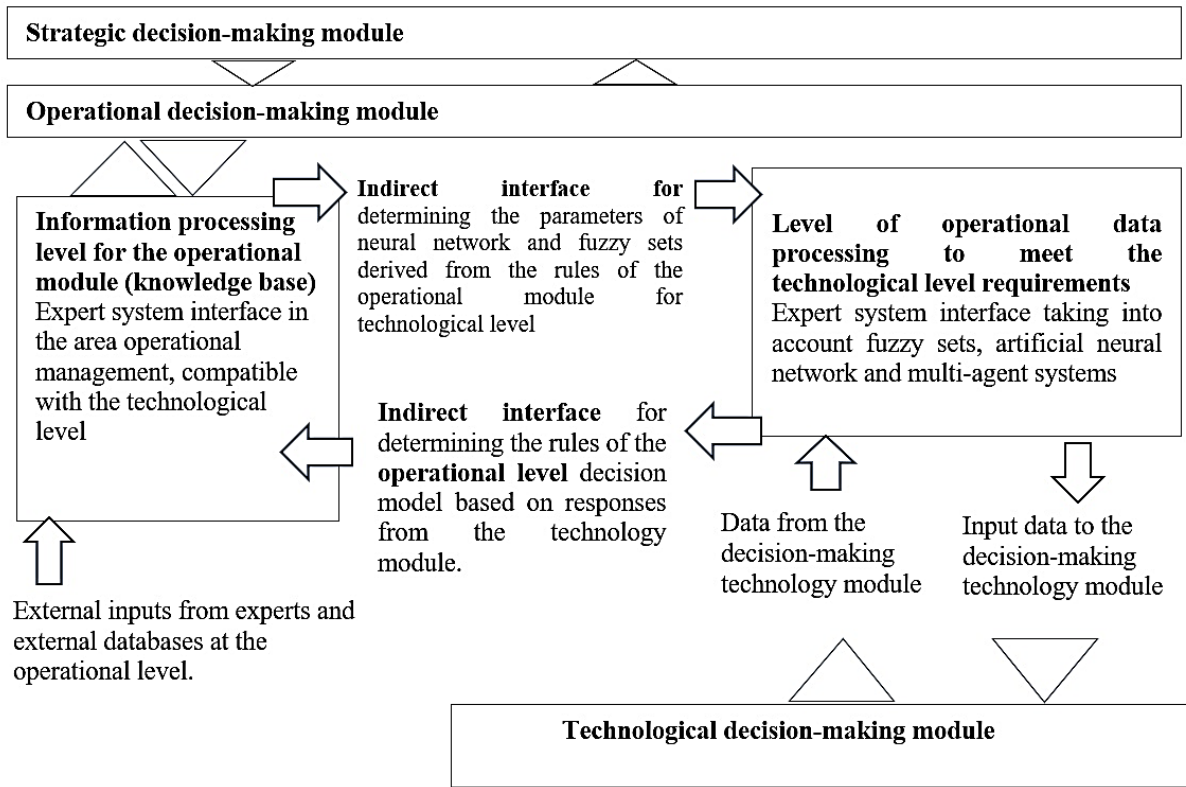 Strategic decision-making module
Operational decision-making module
Information processing
level for the operational
module (knowledge base)
Expert system interface in
the area operational
management, compatible
with the technological
level
Indirect interface for
determining the parameters of
neural network and fuzzy sets
derived from the rules of the
operational module for
technological level
Level of operational data
processing to meet the
technological level requirements
Expert system interface taking into
account fuzzy sets, artificial neural
network and multi-agent systems
Indirect interface for
determining the rules of the
operational level decision
model based on responses
from the technology
module.
Data from the
decision-making
technology module
Input data to the
decision-making
technology module
External inputs from experts and
external databases at the
operational level.
Technological decision-making module